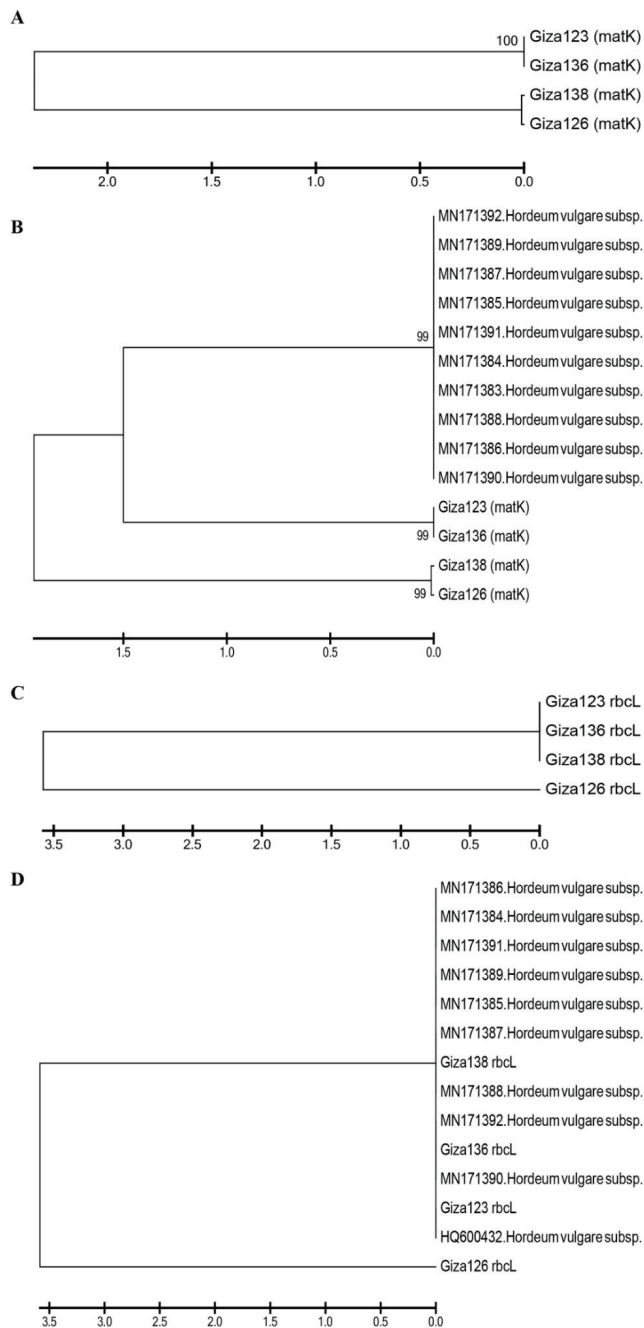 A
100
Giza123 (matK)
Giza136 (matK)
Giza138 (matK)
Giza126 (matK)
2.0 1.5 1.0 0.5 0.0
B
MN171392.Hordeum vulgare subsp.
MN171389.Hordeum vulgare subsp.
MN171387.Hordeum vulgare subsp.
MN171385.Hordeum vulgare subsp.
99
MN171391.Hordeum vulgare subsp.
MN171384.Hordeum vulgare subsp.
MN171383.Hordeum vulgare subsp.
MN171388.Hordeum vulgare subsp.
MN171386.Hordeum vulgare subsp.
MN171390.Hordeum vulgare subsp.
Giza123 (matK)
99
Giza136 (matK)
Giza138 (matK)
99
Giza126 (matK)
1.5 1.0 0.5 0.0
C
Giza123 rbcL
Giza136 rbcL
Giza138 rbcL
Giza126 rbcL
3.5 3.0 2.5 2.0 1.5 1.0 0.5 0.0
D
MN171386.Hordeum vulgare subsp.
MN171384.Hordeum vulgare subsp.
MN171391.Hordeum vulgare subsp.
MN171389.Hordeum vulgare subsp.
MN171385.Hordeum vulgare subsp.
MN171387.Hordeum vulgare subsp.
Giza138 rbcL
MN171388.Hordeum vulgare subsp.
MN171392.Hordeum vulgare subsp.
Giza136 rbcL
MN171390.Hordeum vulgare subsp.
Giza123 rbcL
HQ600432.Hordeum vulgare subsp.
Giza126 rbcL
3.5 3.0 2.5 2.0 1.5 1.0 0.5 0.0